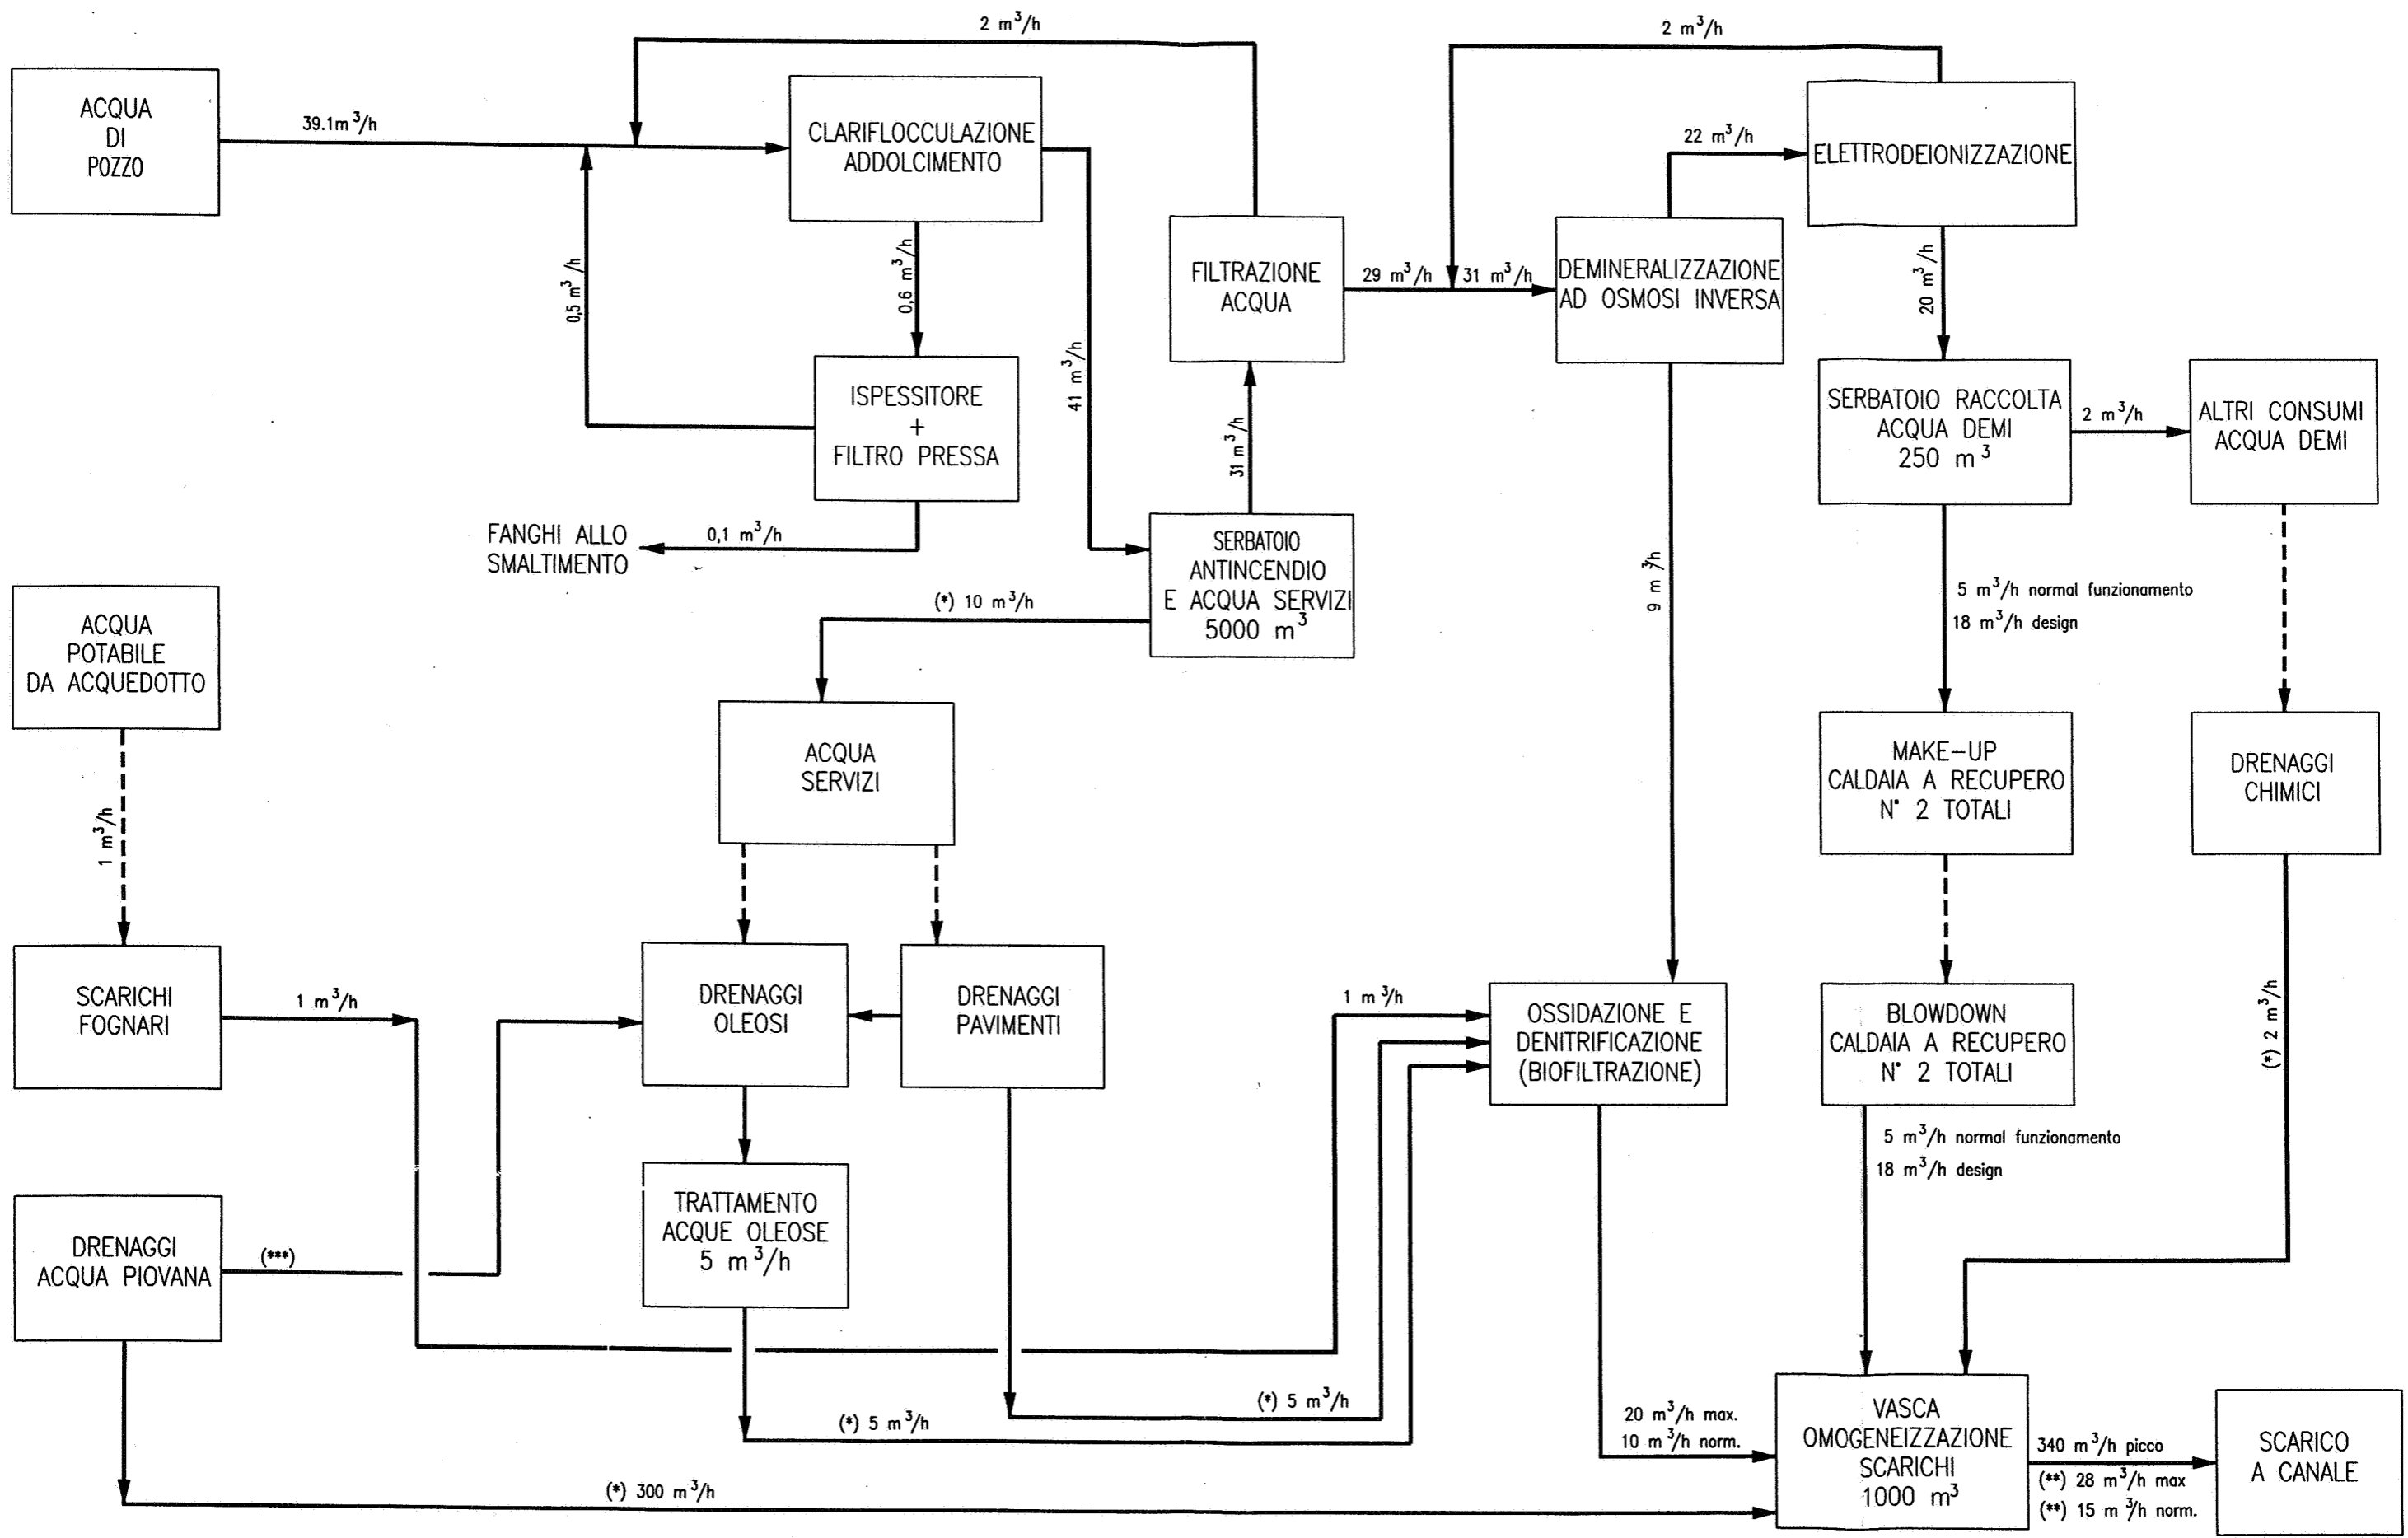 2 m³/h
2 m³/h
ACQUA
DI
POZZO
39.1m³/h
CLARIFLOCCULAZIONE
ADDOLCIMENTO
22 m³/h
ELETTRODEIONIZZAZIONE
0,5 m³/h
0,6 m³/h
41 m³/h
FILTRAZIONE
ACQUA
29 m³/h
31 m³/h
DEMINERALIZZAZIONE
AD OSMOSI INVERSA
20 m³/h
ISPESSITORE
+
FILTRO PRESSA
31 m³/h
SERBATOIO RACCOLTA
ACQUA DEMI
250 m³
2 m³/h
ALTRI CONSUMI
ACQUA DEMI
FANGHI ALLO
SMALTIMENTO
0,1 m³/h
SERBATOIO
ANTINCENDIO
E ACQUA SERVIZI
5000 m³
(*) 10 m³/h
9 m³/h
5 m³/h normal funzionamento
18 m³/h design
ACQUA
POTABILE
DA ACQUEDOTTO
1 m³/h
ACQUA
SERVIZI
MAKE-UP
CALDAIA A RECUPERO
N° 2 TOTALI
DRENAGGI
CHIMICI
SCARICHI
FOGNARI
1 m³/h
DRENAGGI
OLEOSI
DRENAGGI
PAVIMENTI
1 m³/h
OSSIDAZIONE E
DENITRIFICAZIONE
(BIOFILTRAZIONE)
BLOWDOWN
CALDAIA A RECUPERO
N° 2 TOTALI
(*) 2 m³/h
5 m³/h normal funzionamento
18 m³/h design
DRENAGGI
ACQUA PIOVANA
(***)
TRATTAMENTO
ACQUE OLEOSE
5 m³/h
(*) 5 m³/h
(*) 5 m³/h
20 m³/h max.
10 m³/h norm.
VASCA
OMOGENEIZZAZIONE
SCARICHI
1000 m³
340 m³/h picco
(**) 28 m³/h max
(**) 15 m³/h norm.
SCARICO
A CANALE
(*) 300 m³/h